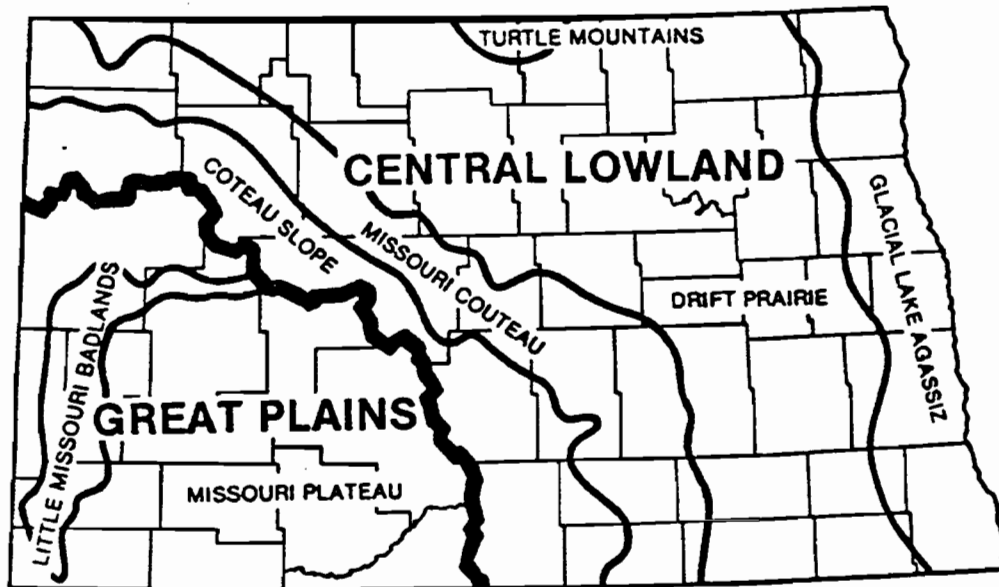 TURTLE MOUNTAINS
CENTRAL LOWLAND
COTEAU SLOPE
MISSOURI COUTEAU
GLACIAL LAKE AGASSIZ
DRIFT PRAIRIE
LITTLE MISSOURI BADLANDS
GREAT PLAINS
MISSOURI PLATEAU